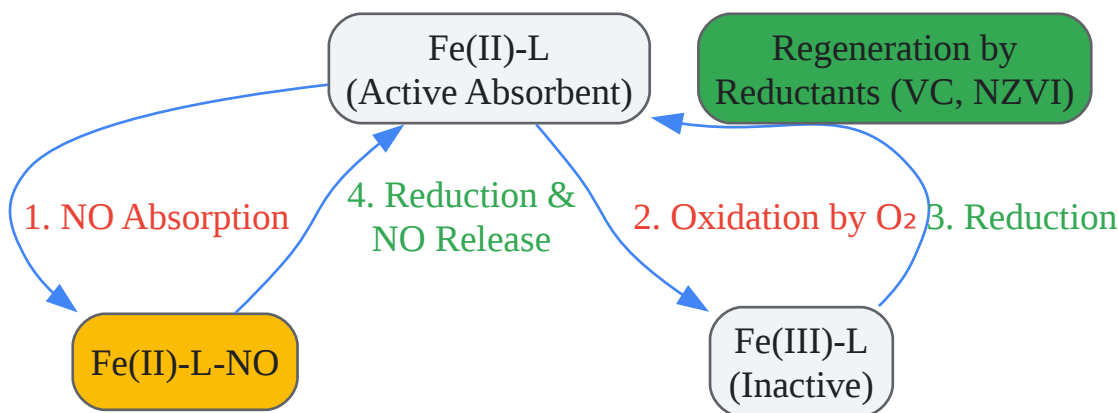 Fe(II)-L
(Active Absorbent)
Regeneration by
Reductants (VC, NZVI)
1. NO Absorption
4. Reduction &
NO Release
2. Oxidation by O₂
3. Reduction
Fe(II)-L-NO
Fe(III)-L
(Inactive)